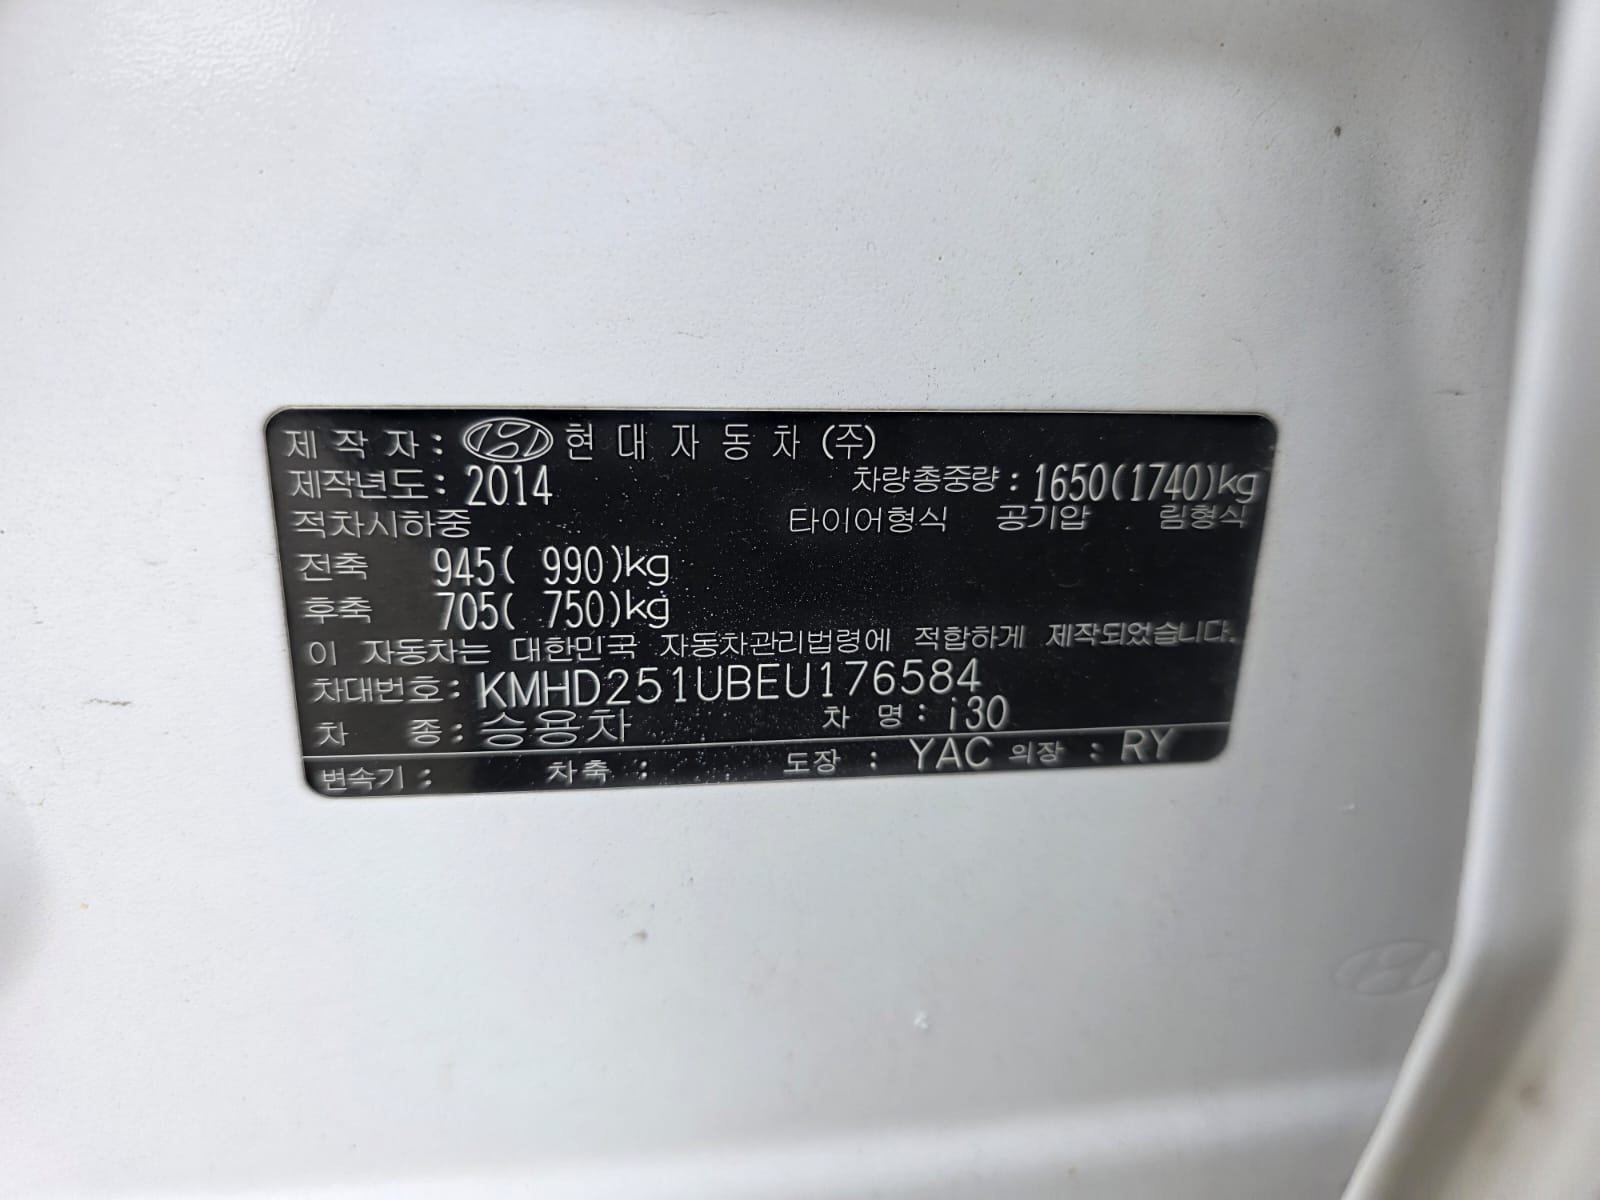 제 작 자 : 현 대 자 동 차 (주)
제작년도 : 2014 차량총중량 : 1650(1740)kg
적차시하중 타이어형식 공기압 림형식
전축 945( 990)kg
후축 705( 750)kg
이 자동차는 대한민국 자동차관리법령에 적합하게 제작되었습니다.
차대번호 : KMHD251UBEU176584
차 종 : 승용차 차 명 : i30
변속기 : 차축 : 도장 : YAC 의장 : RY